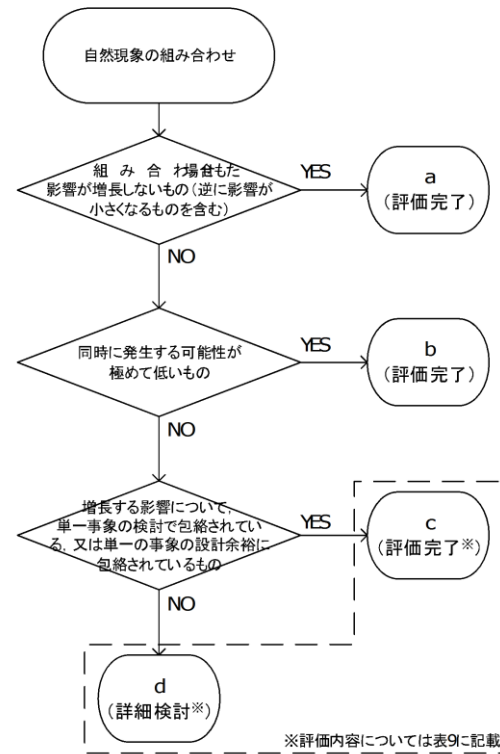 自然現象の組み合わせ
組み合わ
影響が増長しないもの(逆に影響が
小さくなるものを含む)
YES
a
(評価完了)
NO
同時に発生する可能性が
極めて低いもの
YES
b
(評価完了)
NO
増長する影響について,
単一事象の検討で包絡されてい
る,又は単一の事象の設計余裕に
包絡されているもの
YES
c
(評価完了※)
NO
d
(詳細検討※)
※評価内容については表9に記載